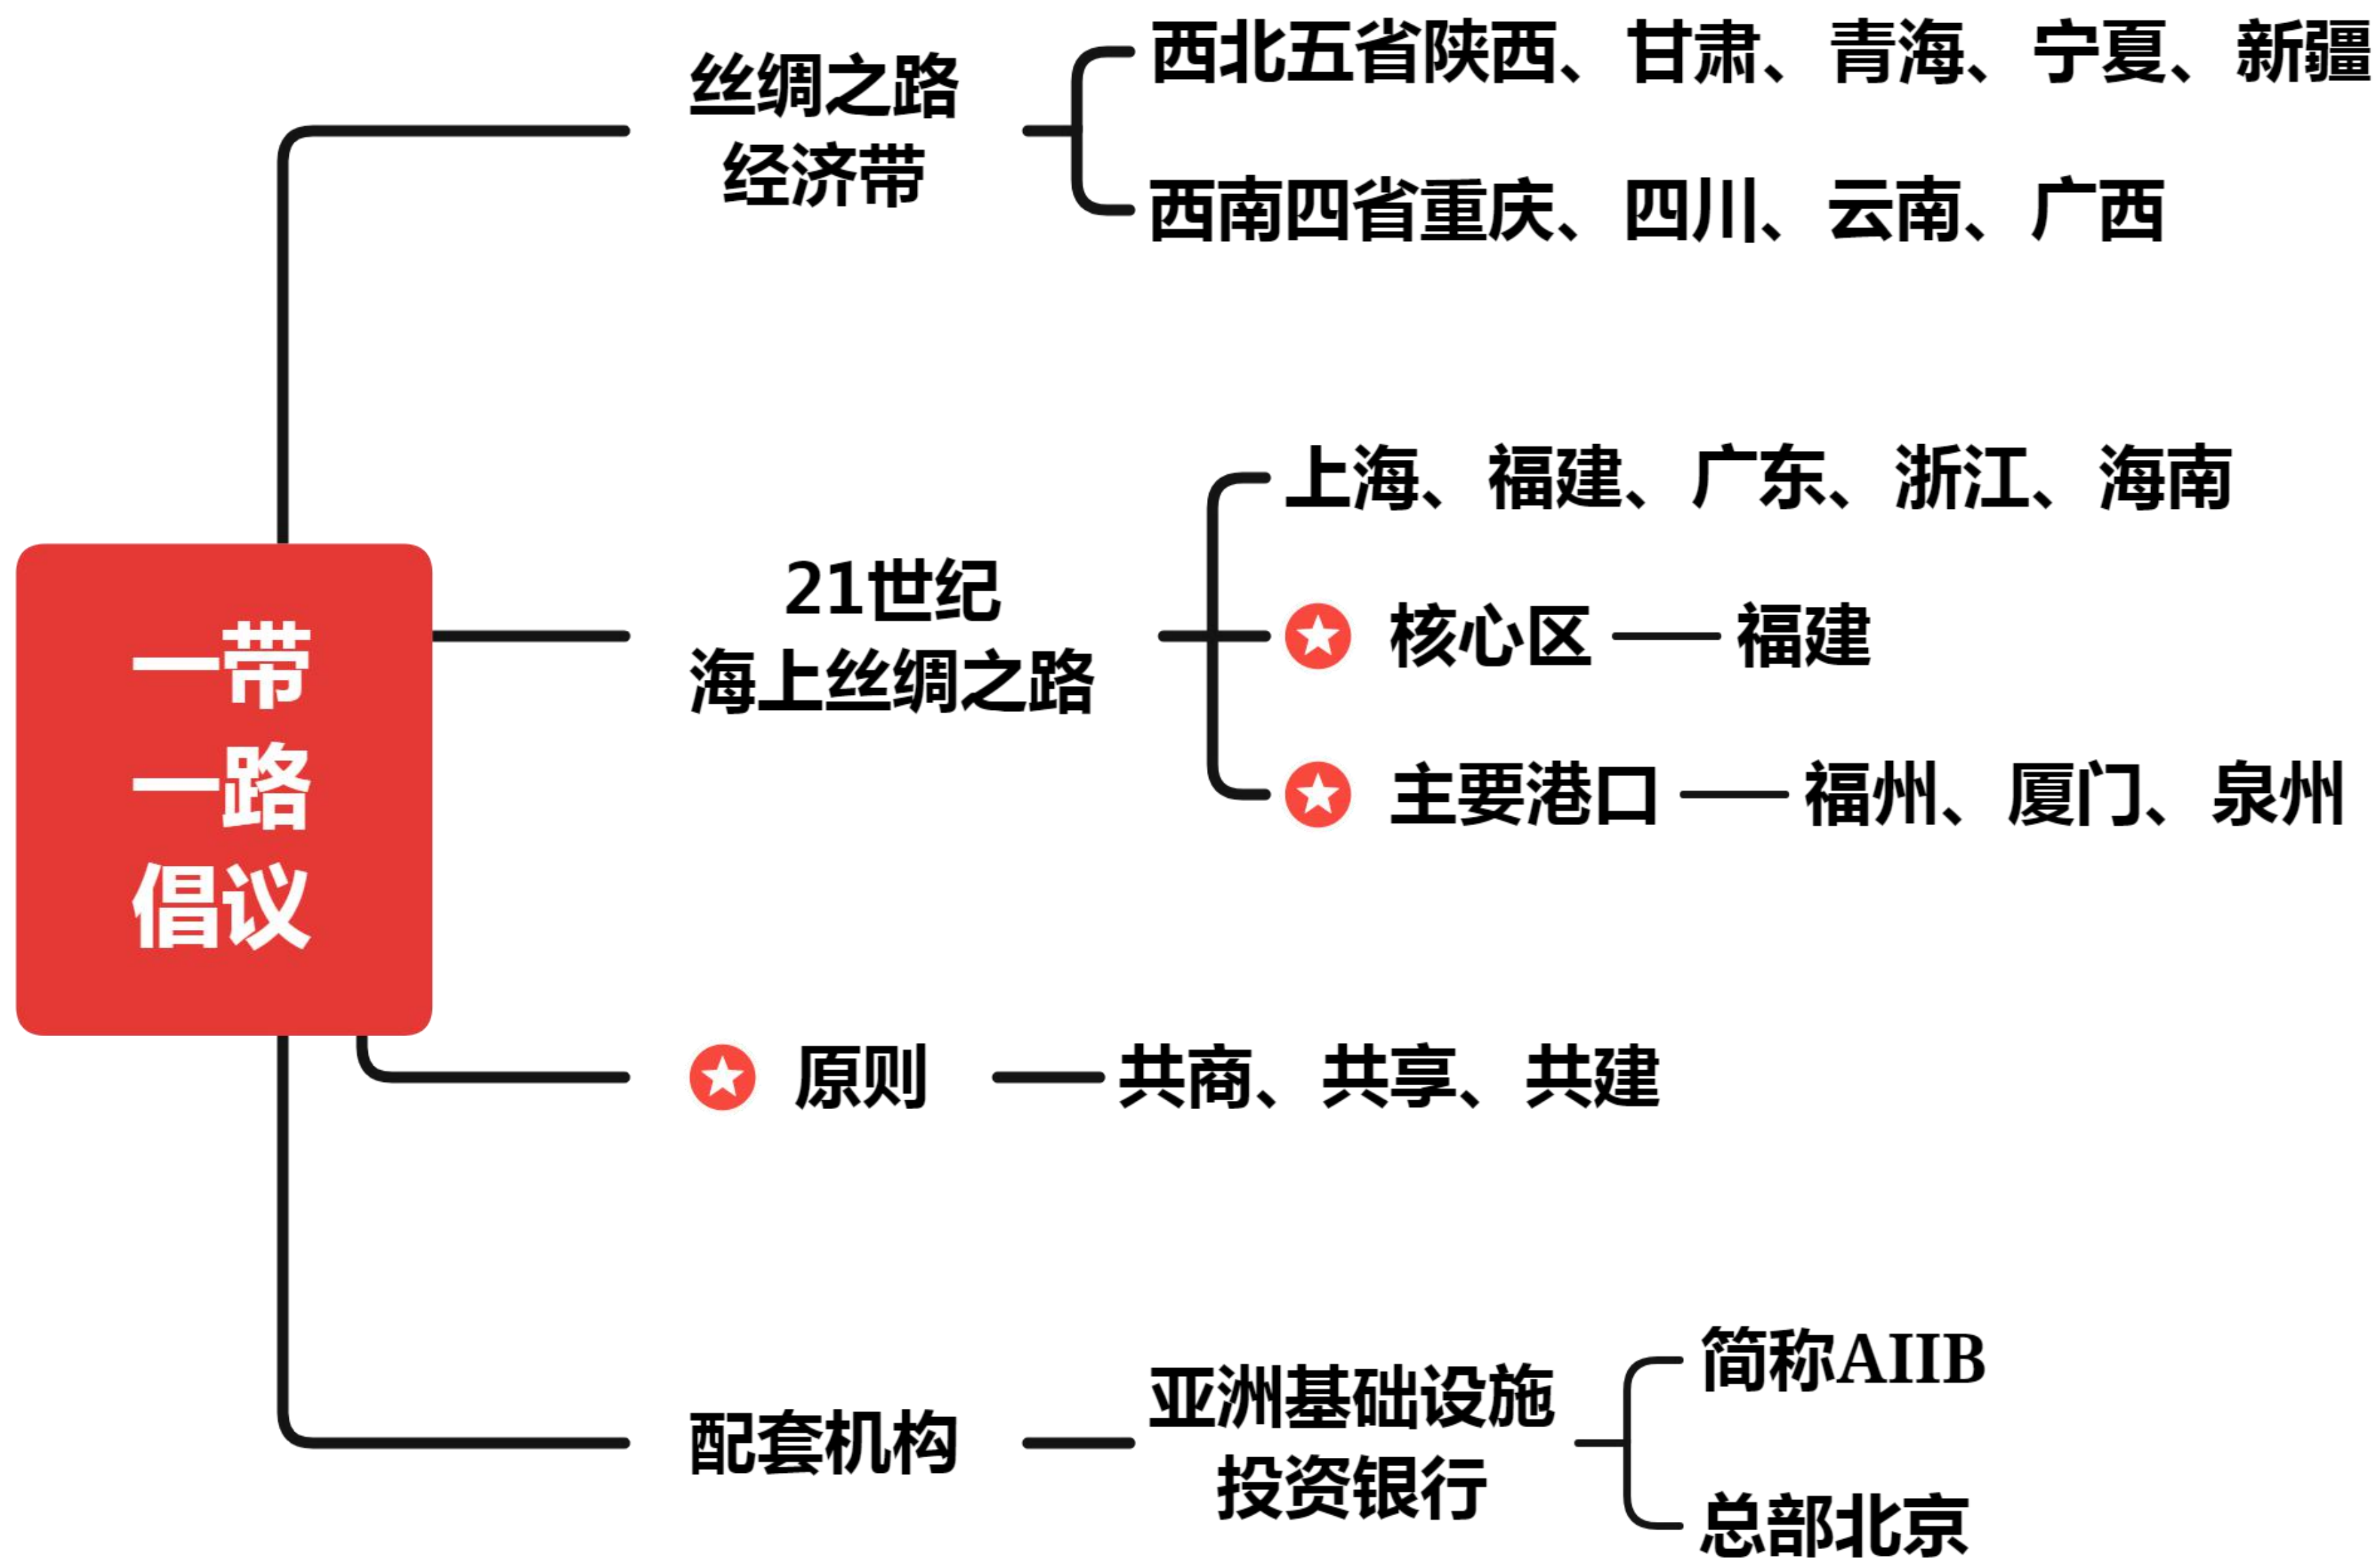 一带
一路
倡议
丝绸之路
经济带
西北五省陕西、甘肃、青海、宁夏、新疆
西南四省重庆、四川、云南、广西
21世纪
海上丝绸之路
上海、福建、广东、浙江、海南
核心区
福建
主要港口
福州、厦门、泉州
原则
共商、共享、共建
配套机构
亚洲基础设施
投资银行
简称AIIB
总部北京